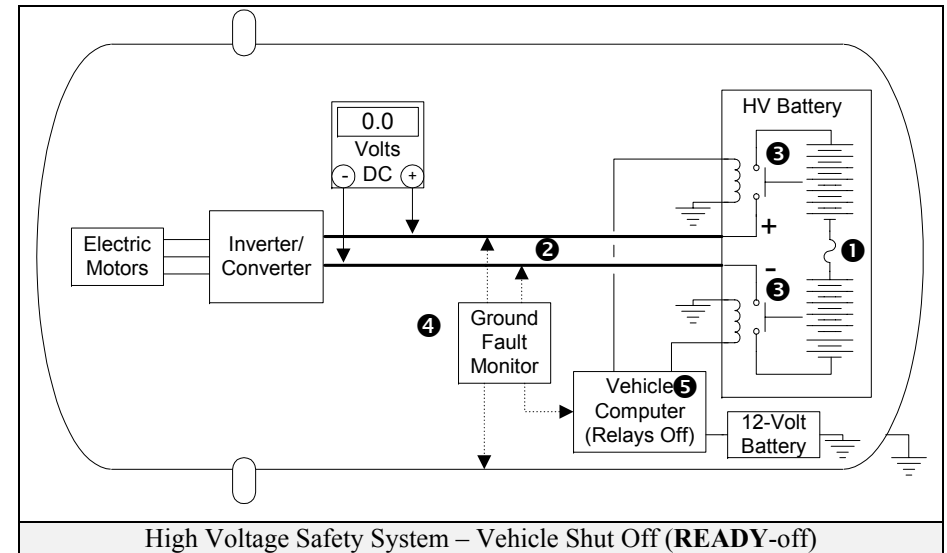 0.0
Volts
- DC +
HV Battery
❸
Electric
Motors
Inverter/
Converter
+
❷
❶
-
❸
❹
Ground
Fault
Monitor
Vehicle❺
Computer
(Relays Off)
12-Volt
Battery
High Voltage Safety System – Vehicle Shut Off (READY-off)